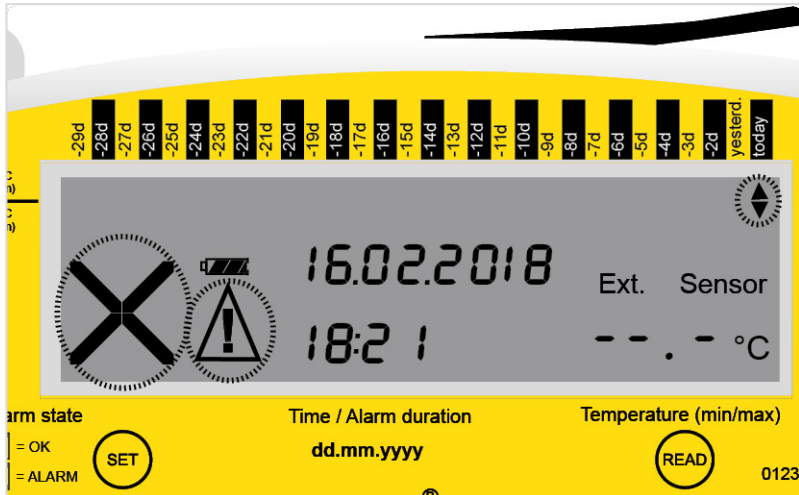 -29d -28d -27d -26d -25d -24d -23d -22d -21d -20d -19d -18d -17d -16d -15d -14d -13d -12d -11d -10d -9d -8d -7d -6d -5d -4d -3d -2d yesterd. today
16.02.2018
Ext. Sensor
18:21
--.- °C
arm state
Time / Alarm duration
Temperature (min/max)
= OK
SET
dd.mm.yyyy
READ
= ALARM
0123